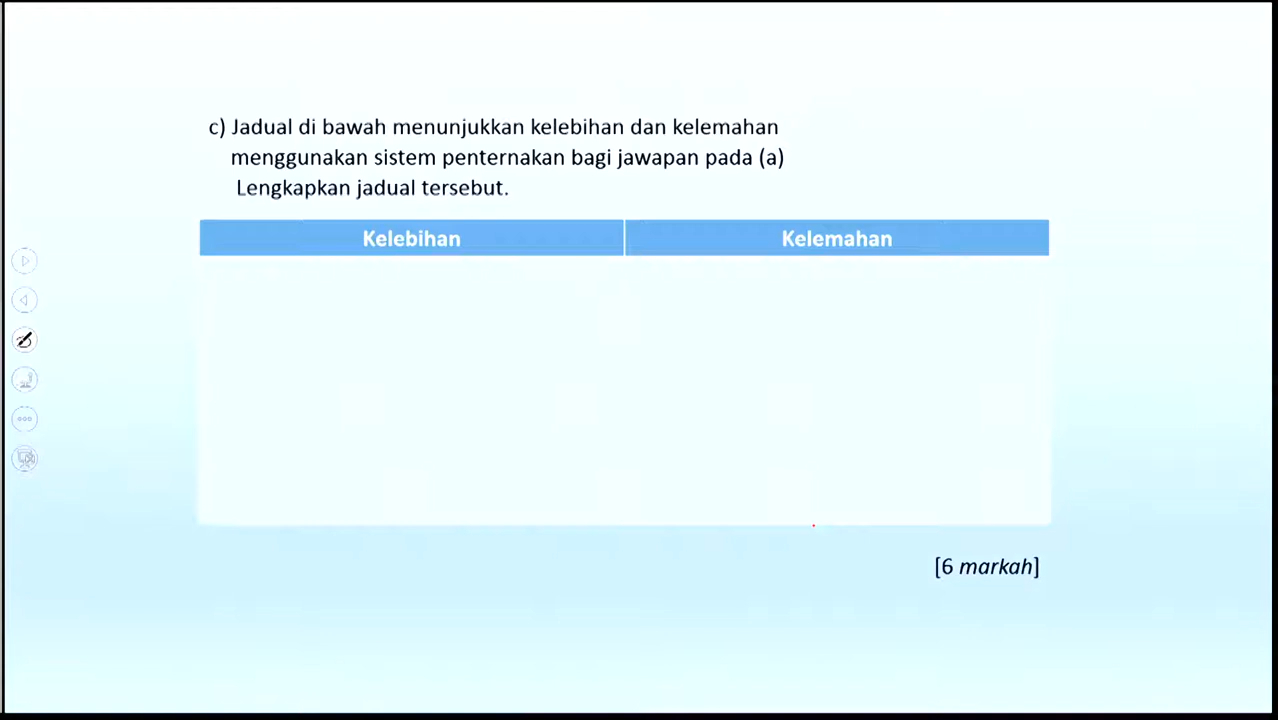 c) Jadual di bawah menunjukkan kelebihan dan kelemahan
menggunakan sistem penternakan bagi jawapan pada (a)
Lengkapkan jadual tersebut.
Kelebihan
Kelemahan
[6 markah]